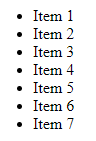 • Item 1
• Item 2
• Item 3
• Item 4
• Item 5
• Item 6
• Item 7